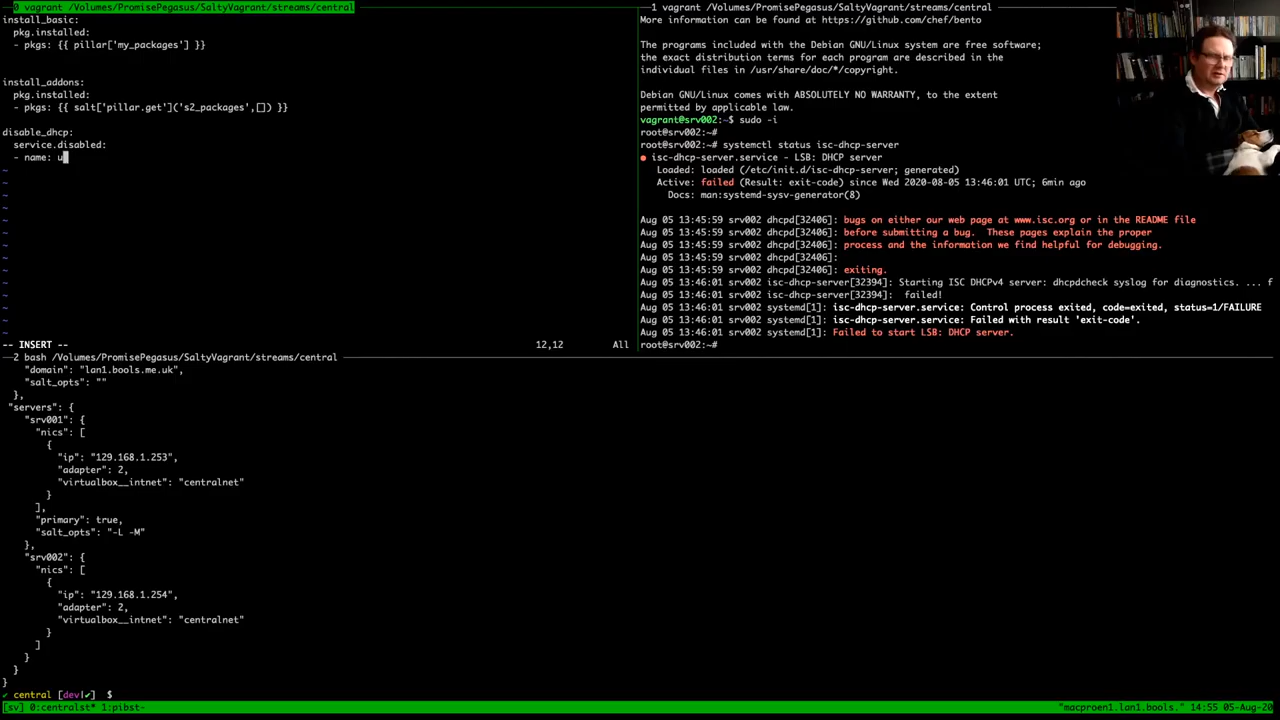 0 vagrant /Volumes/PromisePegasus/SaltyVagrant/streams/central
install_basic:
pkg.installed:
- pkgs: {{ pillar['my_packages'] }}
install_addons:
pkg.installed:
- pkgs: {{ salt['pillar.get']('s2_packages',[]) }}
disable_dhcp:
service.disabled:
- name: u
~
~
~
~
~
~
~
~
~
~
~
~
~
~
-- INSERT -- 12,12 All
1 vagrant /Volumes/PromisePegasus/SaltyVagrant/streams/central
More information can be found at https://github.com/chef/bento
The programs included with the Debian GNU/Linux system are free software;
the exact distribution terms for each program are described in the
individual files in /usr/share/doc/*/copyright.
Debian GNU/Linux comes with ABSOLUTELY NO WARRANTY, to the extent
permitted by applicable law.
vagrant@srv002:~$ sudo -i
root@srv002:~#
root@srv002:~# systemctl status isc-dhcp-server
● isc-dhcp-server.service - LSB: DHCP server
Loaded: loaded (/etc/init.d/isc-dhcp-server; generated)
Active: failed (Result: exit-code) since Wed 2020-08-05 13:46:01 UTC; 6min ago
Docs: man:systemd-sysv-generator(8)
Aug 05 13:45:59 srv002 dhcpd[32406]: bugs on either our web page at www.isc.org or in the README file
Aug 05 13:45:59 srv002 dhcpd[32406]: before submitting a bug.  These pages explain the proper
Aug 05 13:45:59 srv002 dhcpd[32406]: process and the information we find helpful for debugging.
Aug 05 13:45:59 srv002 dhcpd[32406]:
Aug 05 13:45:59 srv002 dhcpd[32406]: exiting.
Aug 05 13:46:01 srv002 isc-dhcp-server[32394]: Starting ISC DHCPv4 server: dhcpdcheck syslog for diagnostics. ... f
Aug 05 13:46:01 srv002 isc-dhcp-server[32394]:  failed!
Aug 05 13:46:01 srv002 systemd[1]: isc-dhcp-server.service: Control process exited, code=exited, status=1/FAILURE
Aug 05 13:46:01 srv002 systemd[1]: isc-dhcp-server.service: Failed with result 'exit-code'.
Aug 05 13:46:01 srv002 systemd[1]: Failed to start LSB: DHCP server.
root@srv002:~#
2 bash /Volumes/PromisePegasus/SaltyVagrant/streams/central
"domain": "lan1.bools.me.uk",
"salt_opts": ""
},
"servers": {
"srv001": {
"nics": [
{
"ip": "129.168.1.253",
"adapter": 2,
"virtualbox__intnet": "centralnet"
}
],
"primary": true,
"salt_opts": "-L -M"
},
"srv002": {
"nics": [
{
"ip": "129.168.1.254",
"adapter": 2,
"virtualbox__intnet": "centralnet"
}
]
}
}
}
✔ central [dev|✔] $
[sv] 0:centralst* 1:pibst- "macproen1.lan1.bools." 14:55 05-Aug-20